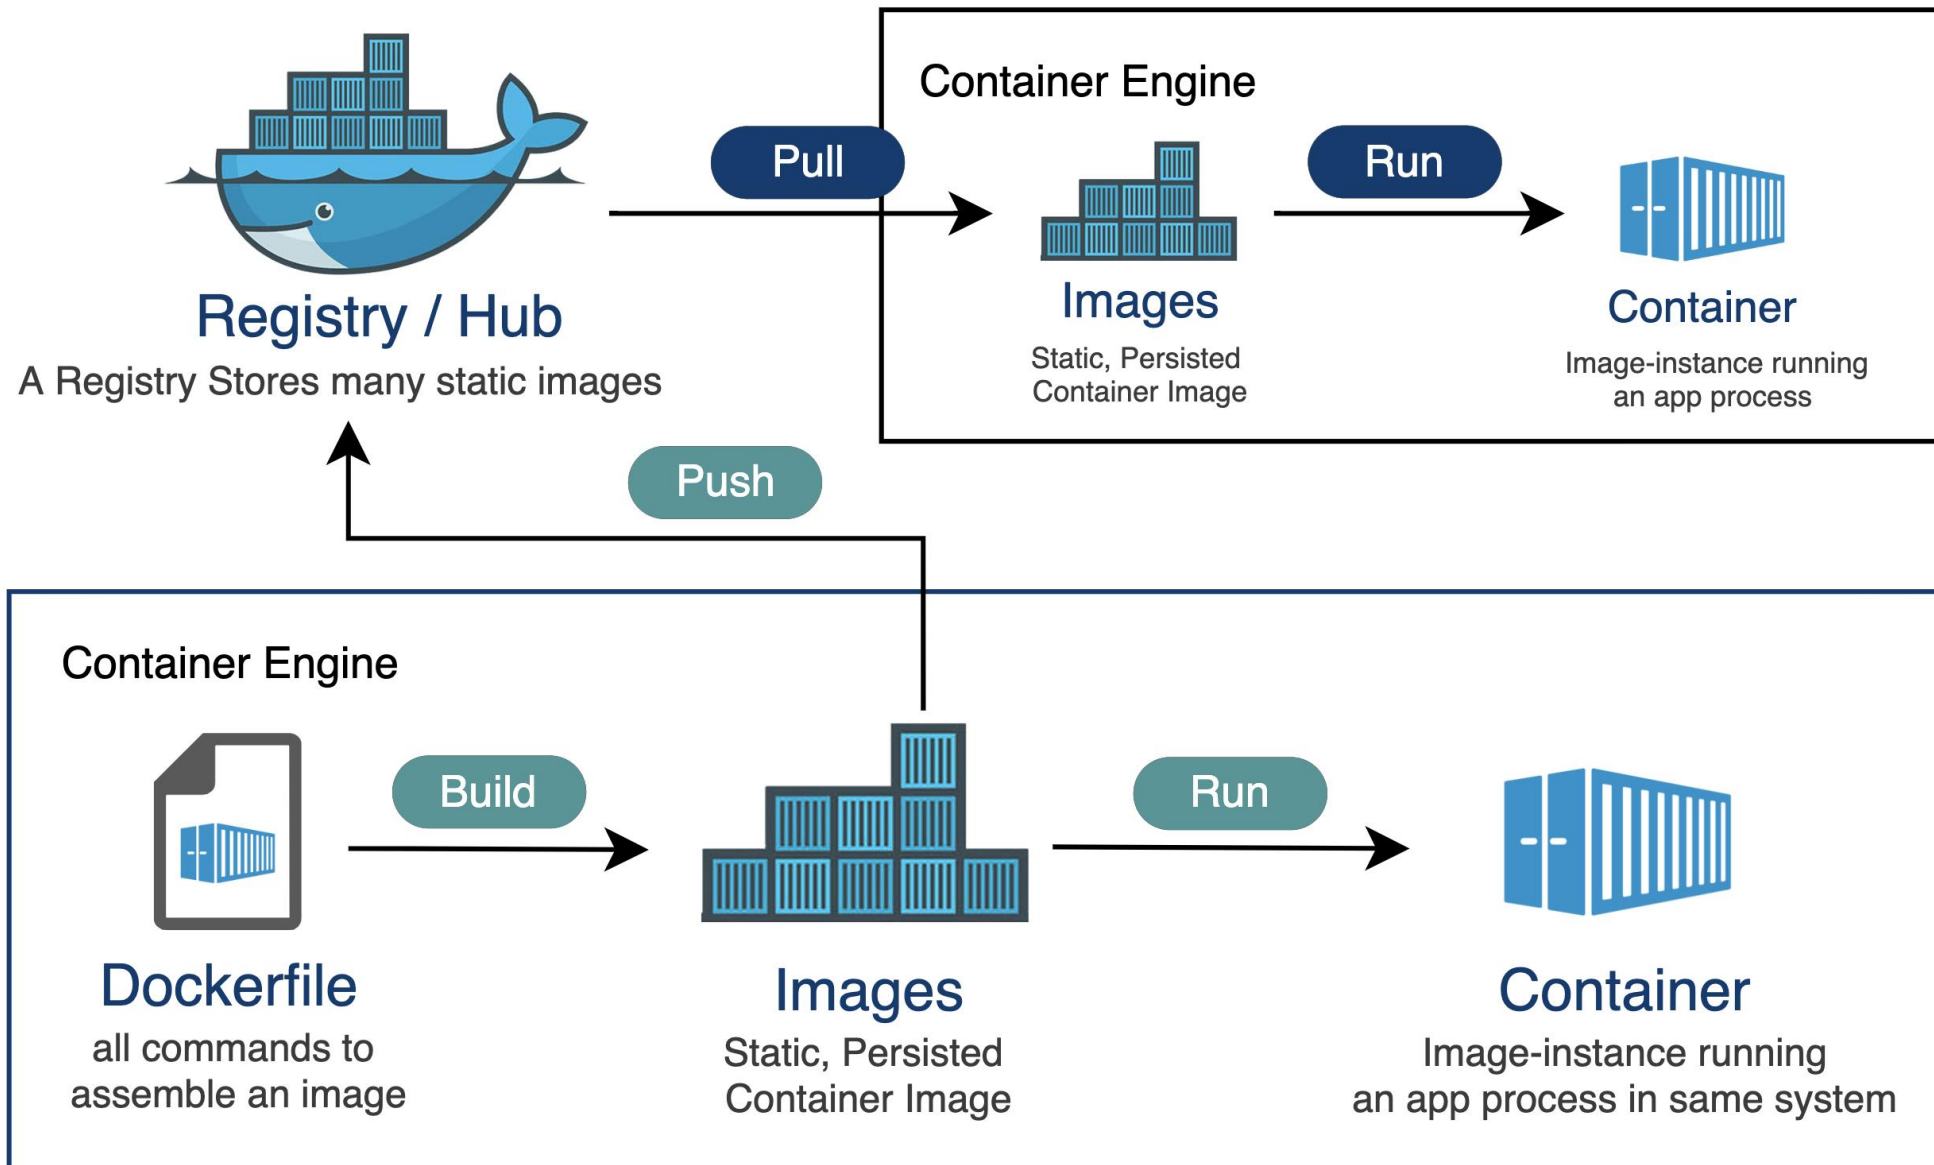 Container Engine
Pull
Run
Registry / Hub
A Registry Stores many static images
Images
Static, Persisted
Container Image
Container
Image-instance running
an app process
Push
Container Engine
Build
Run
Dockerfile
all commands to
assemble an image
Images
Static, Persisted
Container Image
Container
Image-instance running
an app process in same system